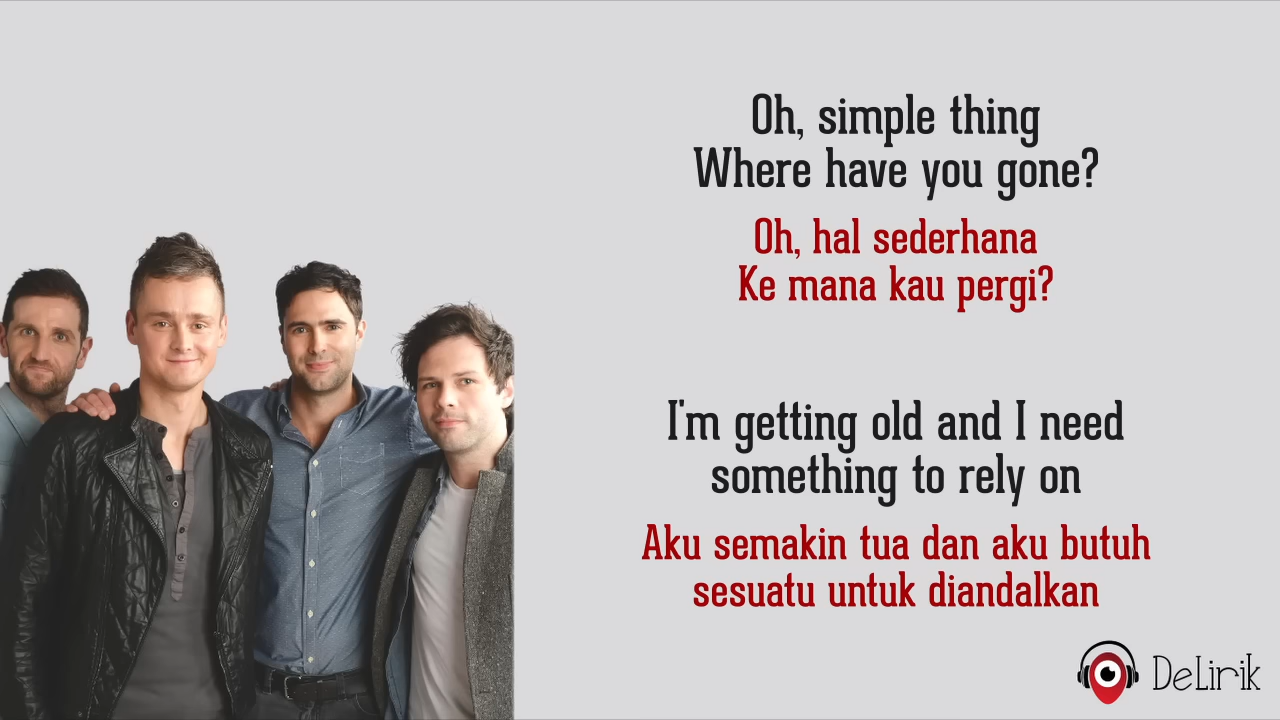 Oh, simple thing
Where have you gone?
Oh, hal sederhana
Ke mana kau pergi?
I'm getting old and I need
something to rely on
Aku semakin tua dan aku butuh
sesuatu untuk diandalkan
DeLirik